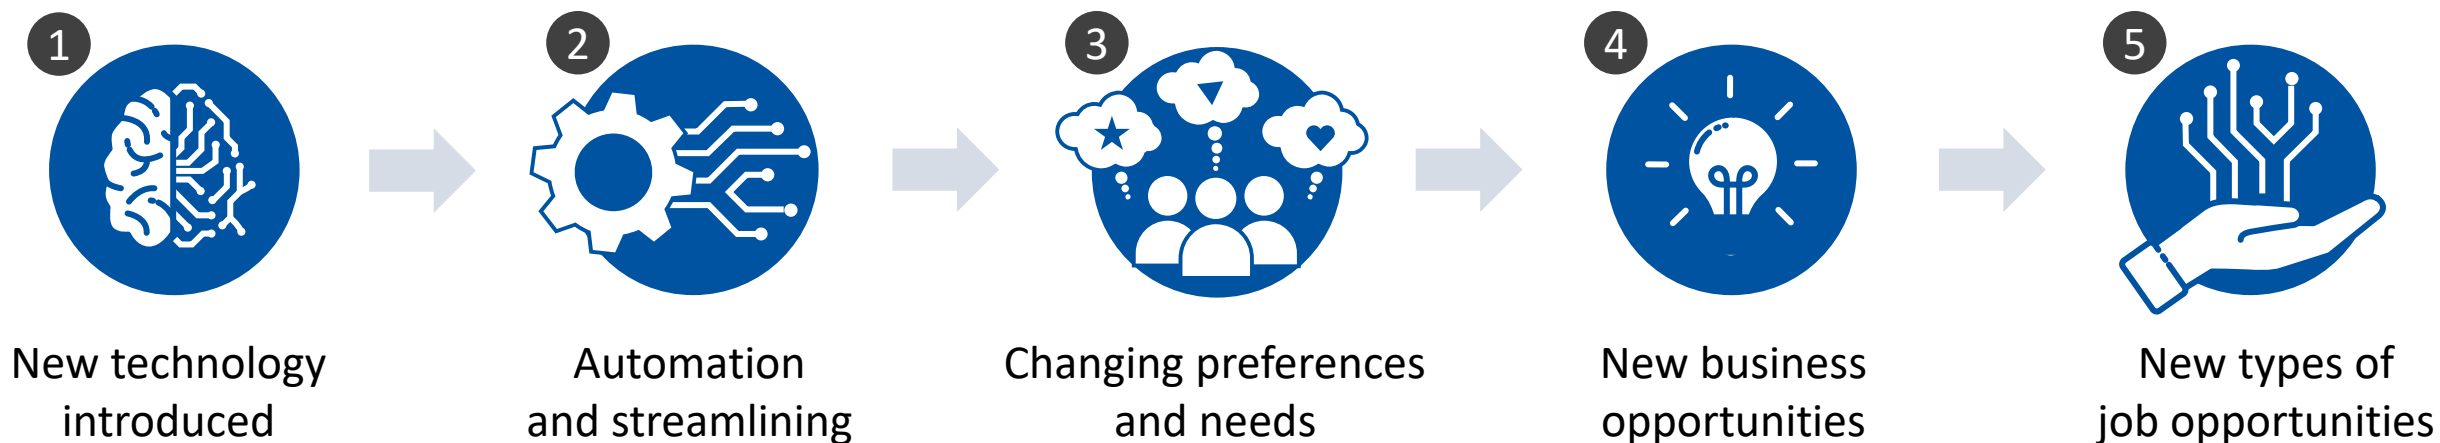 1
New technology
introduced
2
Automation
and streamlining
3
Changing preferences
and needs
4
New business
opportunities
5
New types of
job opportunities